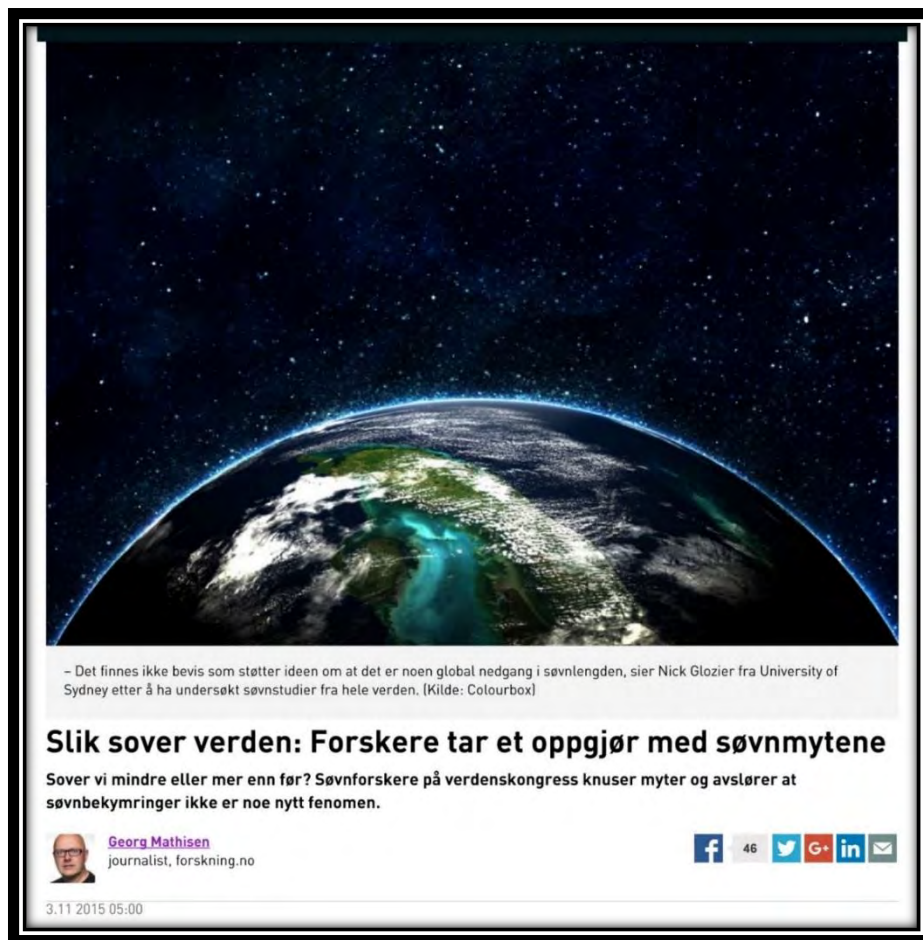 – Det finnes ikke bevis som støtter ideen om at det er noen global nedgang i søvnlengden, sier Nick Glozier fra University of
Sydney etter å ha undersøkt søvnstudier fra hele verden. (Kilde: Colourbox)
Slik sover verden: Forskere tar et oppgjør med søvnmytene
Sover vi mindre eller mer enn før? Søvnforskere på verdenskongress knuser myter og avslører at
søvnbekymringer ikke er noe nytt fenomen.
Georg Mathisen
journalist, forskning.no
46
G+
in
3.11 2015 05:00